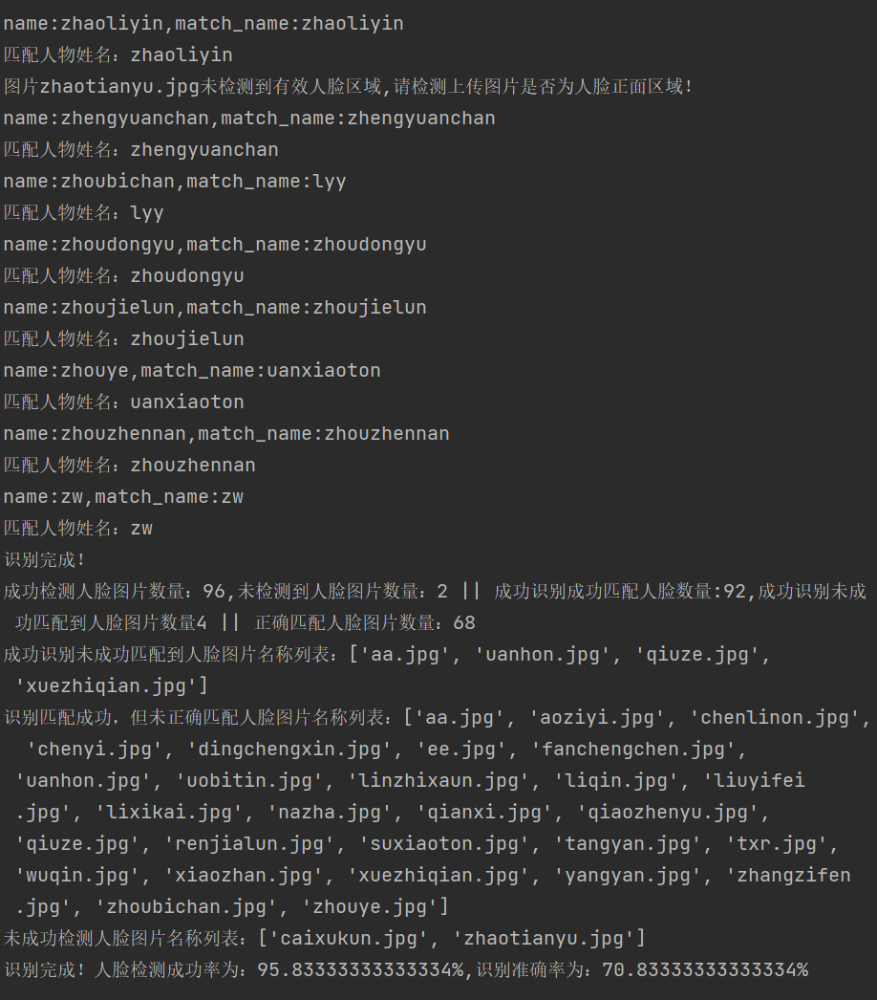 name:zhaoliyin,match_name:zhaoliyin
匹配人物姓名：zhaoliyin
图片zhaotianyu.jpg未检测到有效人脸区域,请检测上传图片是否为人脸正面区域!
name:zhengyuanchan,match_name:zhengyuanchan
匹配人物姓名：zhengyuanchan
name:zhoubichan,match_name:lyy
匹配人物姓名：lyy
name:zhoudongyu,match_name:zhoudongyu
匹配人物姓名：zhoudongyu
name:zhoujielun,match_name:zhoujielun
匹配人物姓名：zhoujielun
name:zhouye,match_name:uanxiaoton
匹配人物姓名：uanxiaoton
name:zhouzhennan,match_name:zhouzhennan
匹配人物姓名：zhouzhennan
name:zw,match_name:zw
匹配人物姓名：zw
识别完成!
成功检测人脸图片数量：96,未检测到人脸图片数量：2 || 成功识别成功匹配人脸数量:92,成功识别未成
功匹配到人脸图片数量4 || 正确匹配人脸图片数量：68
成功识别未成功匹配到人脸图片名称列表：['aa.jpg', 'uanhon.jpg', 'qiuze.jpg',
'xuezhiqian.jpg']
识别匹配成功，但未正确匹配人脸图片名称列表：['aa.jpg', 'aoziyi.jpg', 'chenlinon.jpg',
'chenyi.jpg', 'dingchengxin.jpg', 'ee.jpg', 'fanchengchen.jpg',
'uanhon.jpg', 'uobitin.jpg', 'linzhixaun.jpg', 'liqin.jpg', 'liuyifei
.jpg', 'lixikai.jpg', 'nazha.jpg', 'qianxi.jpg', 'qiaozhenyu.jpg',
'qiuze.jpg', 'renjialun.jpg', 'suxiaoton.jpg', 'tangyan.jpg', 'txr.jpg',
'wuqin.jpg', 'xiaozhan.jpg', 'xuezhiqian.jpg', 'yangyan.jpg', 'zhangzifen
.jpg', 'zhoubichan.jpg', 'zhouye.jpg']
未成功检测人脸图片名称列表：['caixukun.jpg', 'zhaotianyu.jpg']
识别完成! 人脸检测成功率为：95.83333333333334%,识别准确率为：70.83333333333334%